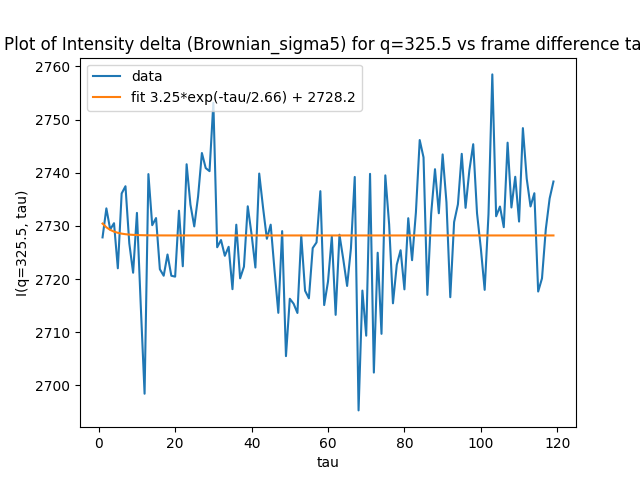 Plot of Intensity delta (Brownian_sigma5) for q=325.5 vs frame difference ta
2760
2750
2740
2730
2720
2710
2700
I(q=325.5, tau)
data
fit 3.25*exp(-tau/2.66) + 2728.2
0 20 40 60 80 100 120
tau